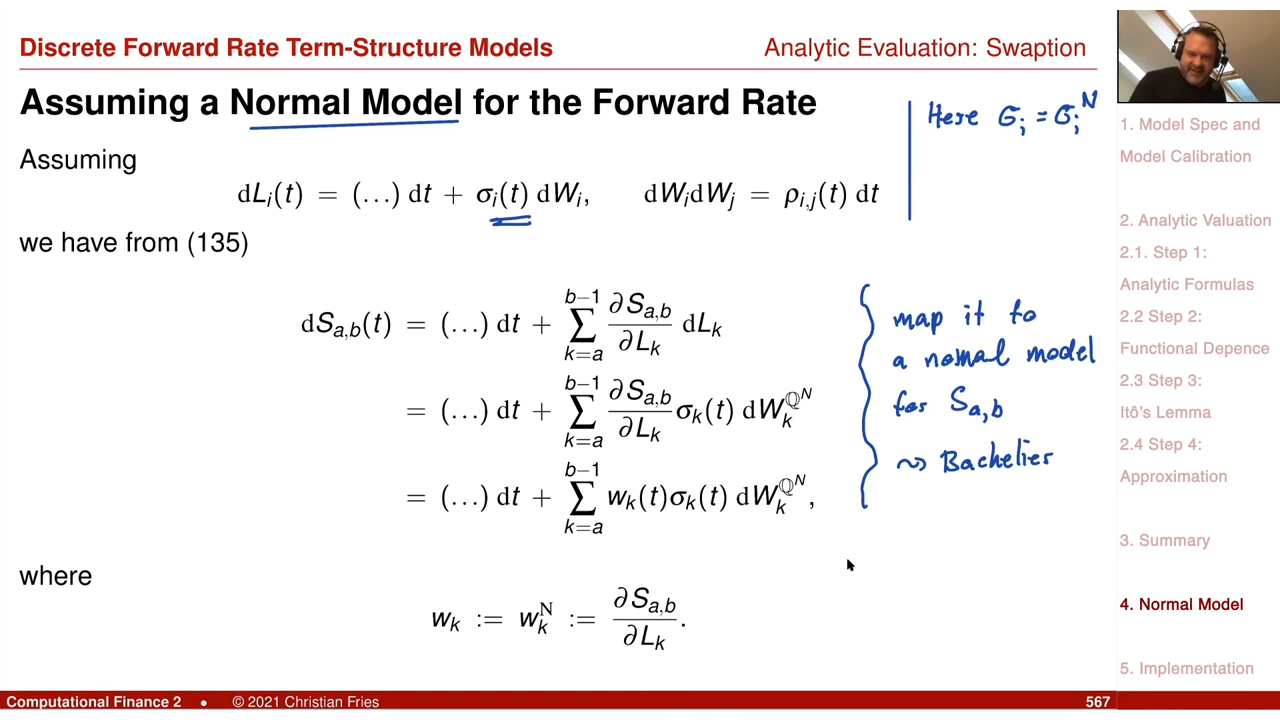 Discrete Forward Rate Term-Structure Models
Analytic Evaluation: Swaption
Assuming a Normal Model for the Forward Rate
Here σ_j = σ_j^N
Assuming
dL_i(t) = (...) dt + σ_i(t) dW_i, dW_i dW_j = ρ_{i,j}(t) dt
we have from (135)
dS_{a,b}(t) = (...) dt + ∑_{k=a}^{b−1} ∂S_{a,b}/∂L_k dL_k
= (...) dt + ∑_{k=a}^{b−1} ∂S_{a,b}/∂L_k σ_k(t) dW_k^{ℚ^N}
= (...) dt + ∑_{k=a}^{b−1} w_k(t)σ_k(t) dW_k^{ℚ^N},
map it to
a normal model
for S_{a,b}
⇝ Bachelier
where
w_k := w_k^N := ∂S_{a,b}/∂L_k.
1. Model Spec and
Model Calibration
2. Analytic Valuation
2.1. Step 1:
Analytic Formulas
2.2 Step 2:
Functional Depence
2.3 Step 3:
Itô's Lemma
2.4 Step 4:
Approximation
3. Summary
4. Normal Model
5. Implementation
Computational Finance 2 • © 2021 Christian Fries
567